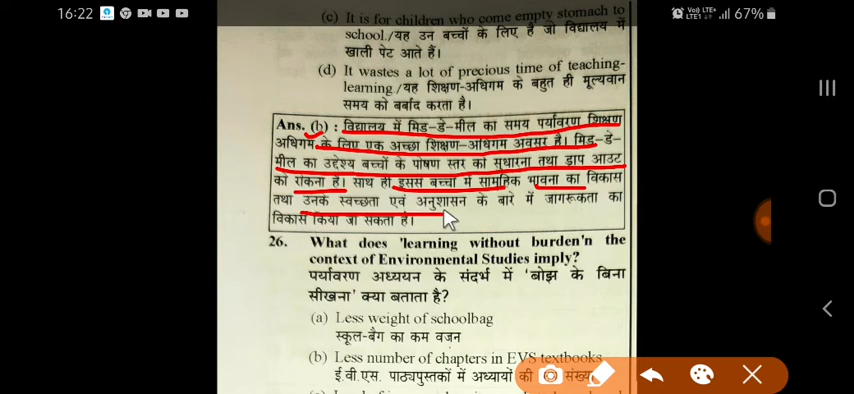 16:22
Vo)) LTE+
LTE1
67%
(c) It is for children who come empty stomach to
school./यह उन बच्चों के लिए है जो विद्यालय में
खाली पेट आते हैं।
(d) It wastes a lot of precious time of teaching-
learning./यह शिक्षण-अधिगम के बहुत ही मूल्यवान
समय को बर्बाद करता है।
Ans. (b) : विद्यालय में मिड-डे-मील का समय पर्यावरण शिक्षण
अधिगम के लिए एक अच्छा शिक्षण-अधिगम अवसर है। मिड-डे-
मील का उद्देश्य बच्चों के पोषण स्तर को सुधारना तथा ड्राप आउट
को रोकना है। साथ ही इससे बच्चों में सामूहिक भावना का विकास
तथा उनके स्वच्छता एवं अनुशासन के बारे में जागरूकता का
विकास किया जा सकता है।
26. What does 'learning without burden'n the
context of Environmental Studies imply?
पर्यावरण अध्ययन के संदर्भ में 'बोझ के बिना
सीखना' क्या बताता है?
(a) Less weight of schoolbag
स्कूल-बैग का कम वजन
(b) Less number of chapters in EVS textbooks
ई.वी.एस. पाठ्यपुस्तकों में अध्यायों की संख्या